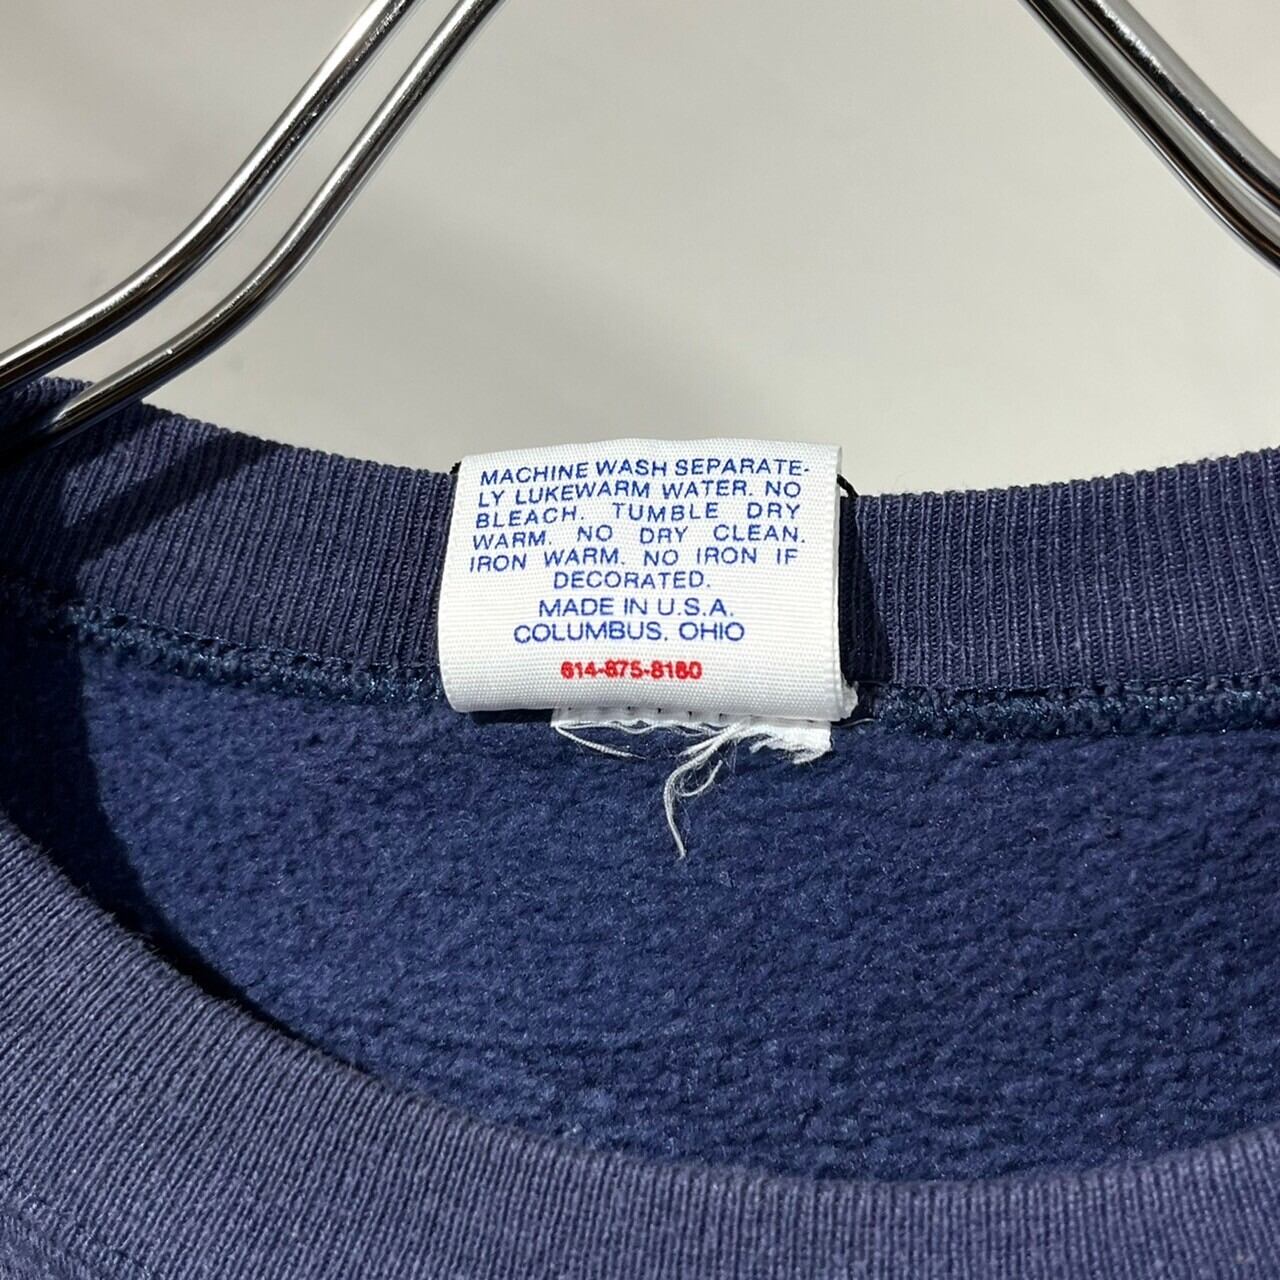 MACHINE WASH SEPARATE-
LY LUKEWARM WATER. NO
BLEACH. TUMBLE DRY
WARM. NO DRY CLEAN.
IRON WARM. NO IRON IF
DECORATED.
MADE IN U.S.A.
COLUMBUS, OHIO
614-875-8180